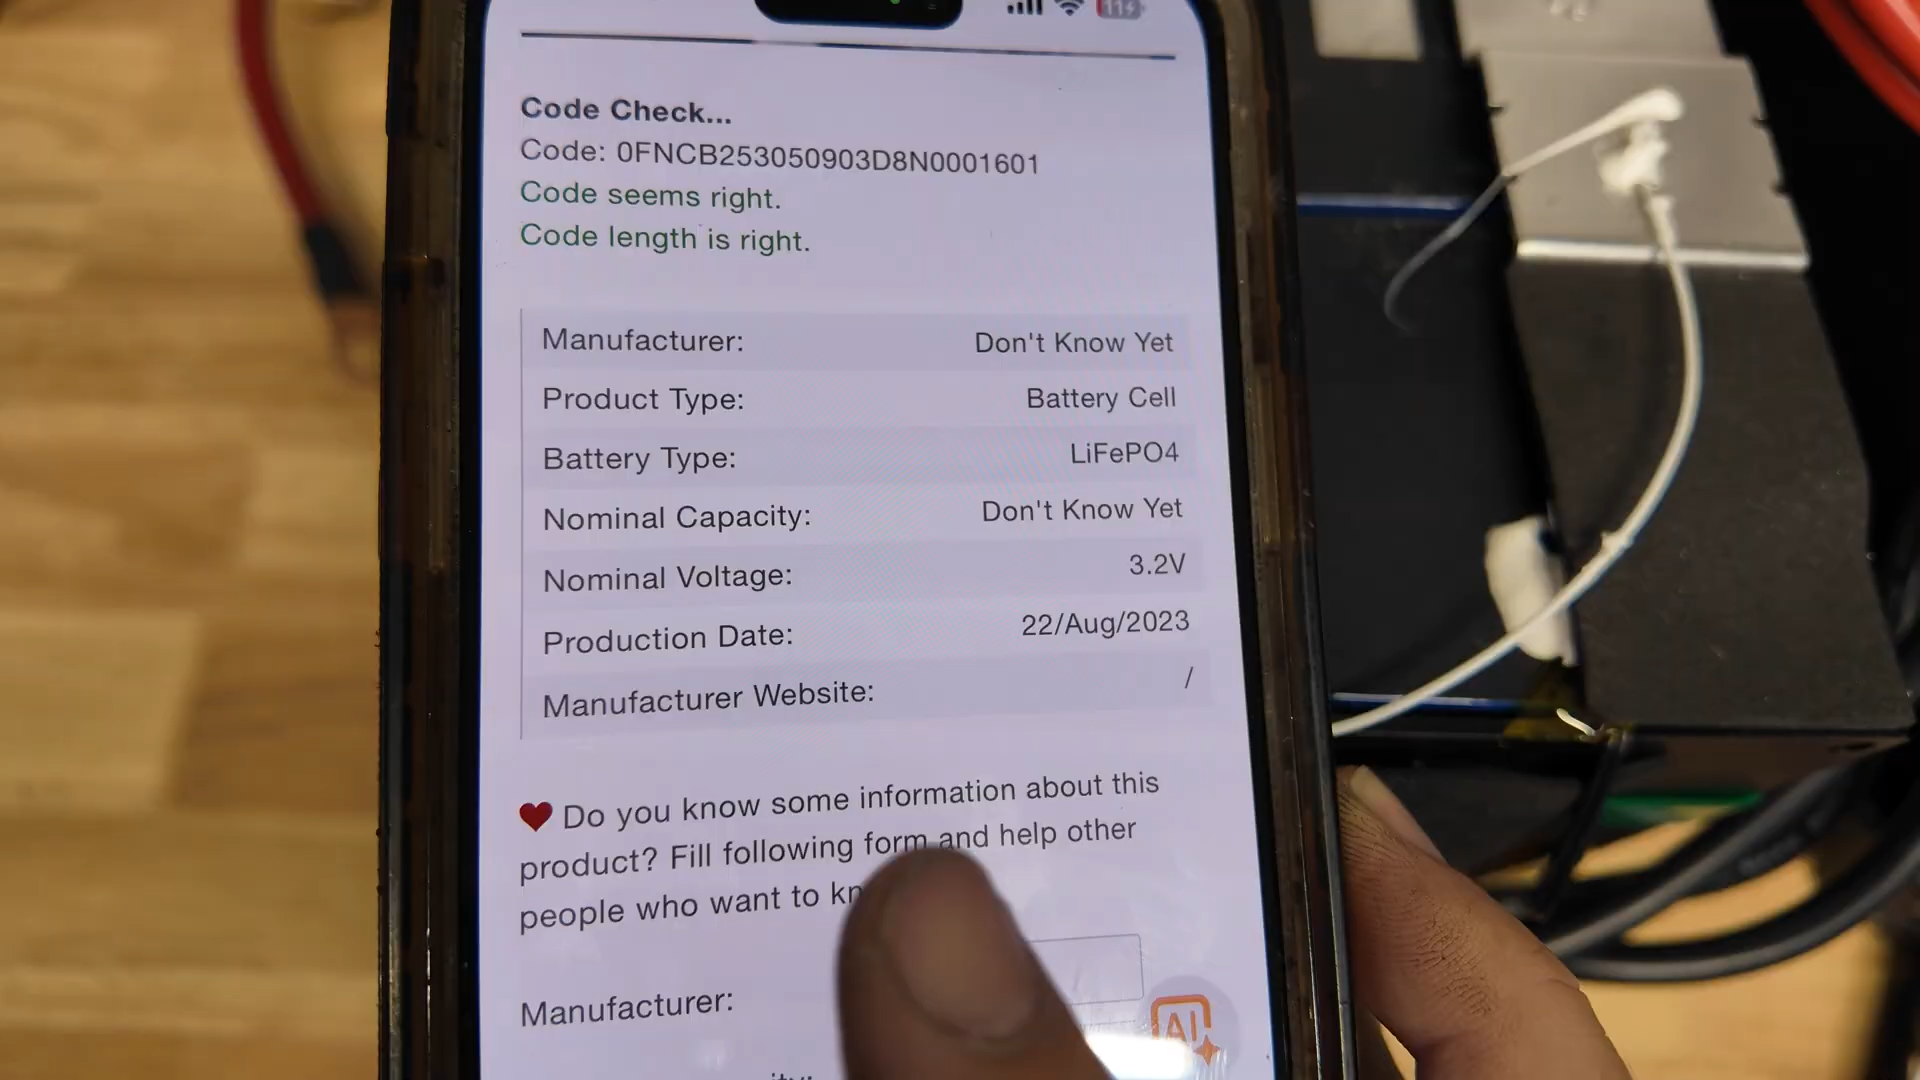 11
Code Check...
Code: 0FNCB253050903D8N0001601
Code seems right.
Code length is right.
Manufacturer: Don't Know Yet
Product Type: Battery Cell
Battery Type: LiFePO4
Nominal Capacity: Don't Know Yet
Nominal Voltage: 3.2V
Production Date: 22/Aug/2023
Manufacturer Website: /
Do you know some information about this
product? Fill following form and help other
people who want to
Manufacturer:
AI